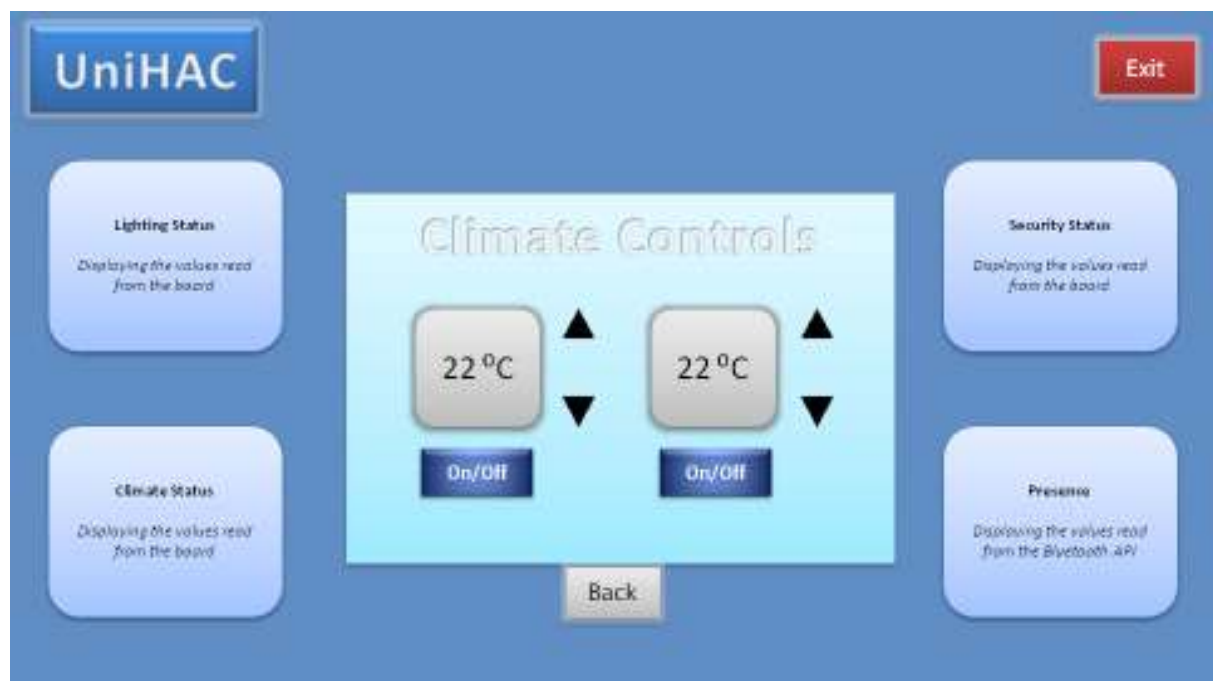 UniHAC
Exit
Lighting Status
Displaying the values read
from the board
Security Status
Displaying the values read
from the board
Climate Controls
22 ⁰C
22 ⁰C
On/Off
On/Off
Climate Status
Displaying the values read
from the board
Presence
Displaying the values read
from the Bluetooth API
Back